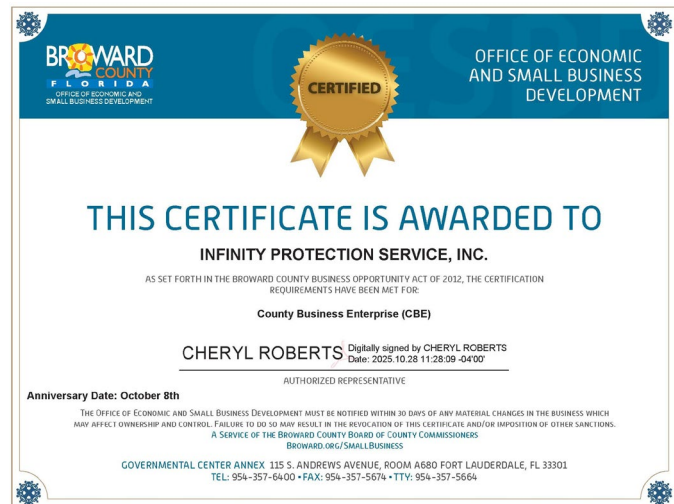 BROWARD
COUNTY
FLORIDA
OFFICE OF ECONOMIC AND
SMALL BUSINESS DEVELOPMENT
CERTIFIED
OFFICE OF ECONOMIC
AND SMALL BUSINESS
DEVELOPMENT
THIS CERTIFICATE IS AWARDED TO
INFINITY PROTECTION SERVICE, INC.
AS SET FORTH IN THE BROWARD COUNTY BUSINESS OPPORTUNITY ACT OF 2012, THE CERTIFICATION
REQUIREMENTS HAVE BEEN MET FOR:
County Business Enterprise (CBE)
CHERYL ROBERTS
Digitally signed by CHERYL ROBERTS
Date: 2025.10.28 11:28:09 -04'00'
AUTHORIZED REPRESENTATIVE
Anniversary Date: October 8th
THE OFFICE OF ECONOMIC AND SMALL BUSINESS DEVELOPMENT MUST BE NOTIFIED WITHIN 30 DAYS OF ANY MATERIAL CHANGES IN THE BUSINESS WHICH
MAY AFFECT OWNERSHIP AND CONTROL. FAILURE TO DO SO MAY RESULT IN THE REVOCATION OF THIS CERTIFICATE AND/OR IMPOSITION OF OTHER SANCTIONS.
A SERVICE OF THE BROWARD COUNTY BOARD OF COUNTY COMMISSIONERS
BROWARD.ORG/SMALLBUSINESS
GOVERNMENTAL CENTER ANNEX 115 S. ANDREWS AVENUE, ROOM A680 FORT LAUDERDALE, FL 33301
TEL: 954-357-6400 • FAX: 954-357-5674 • TTY: 954-357-5664